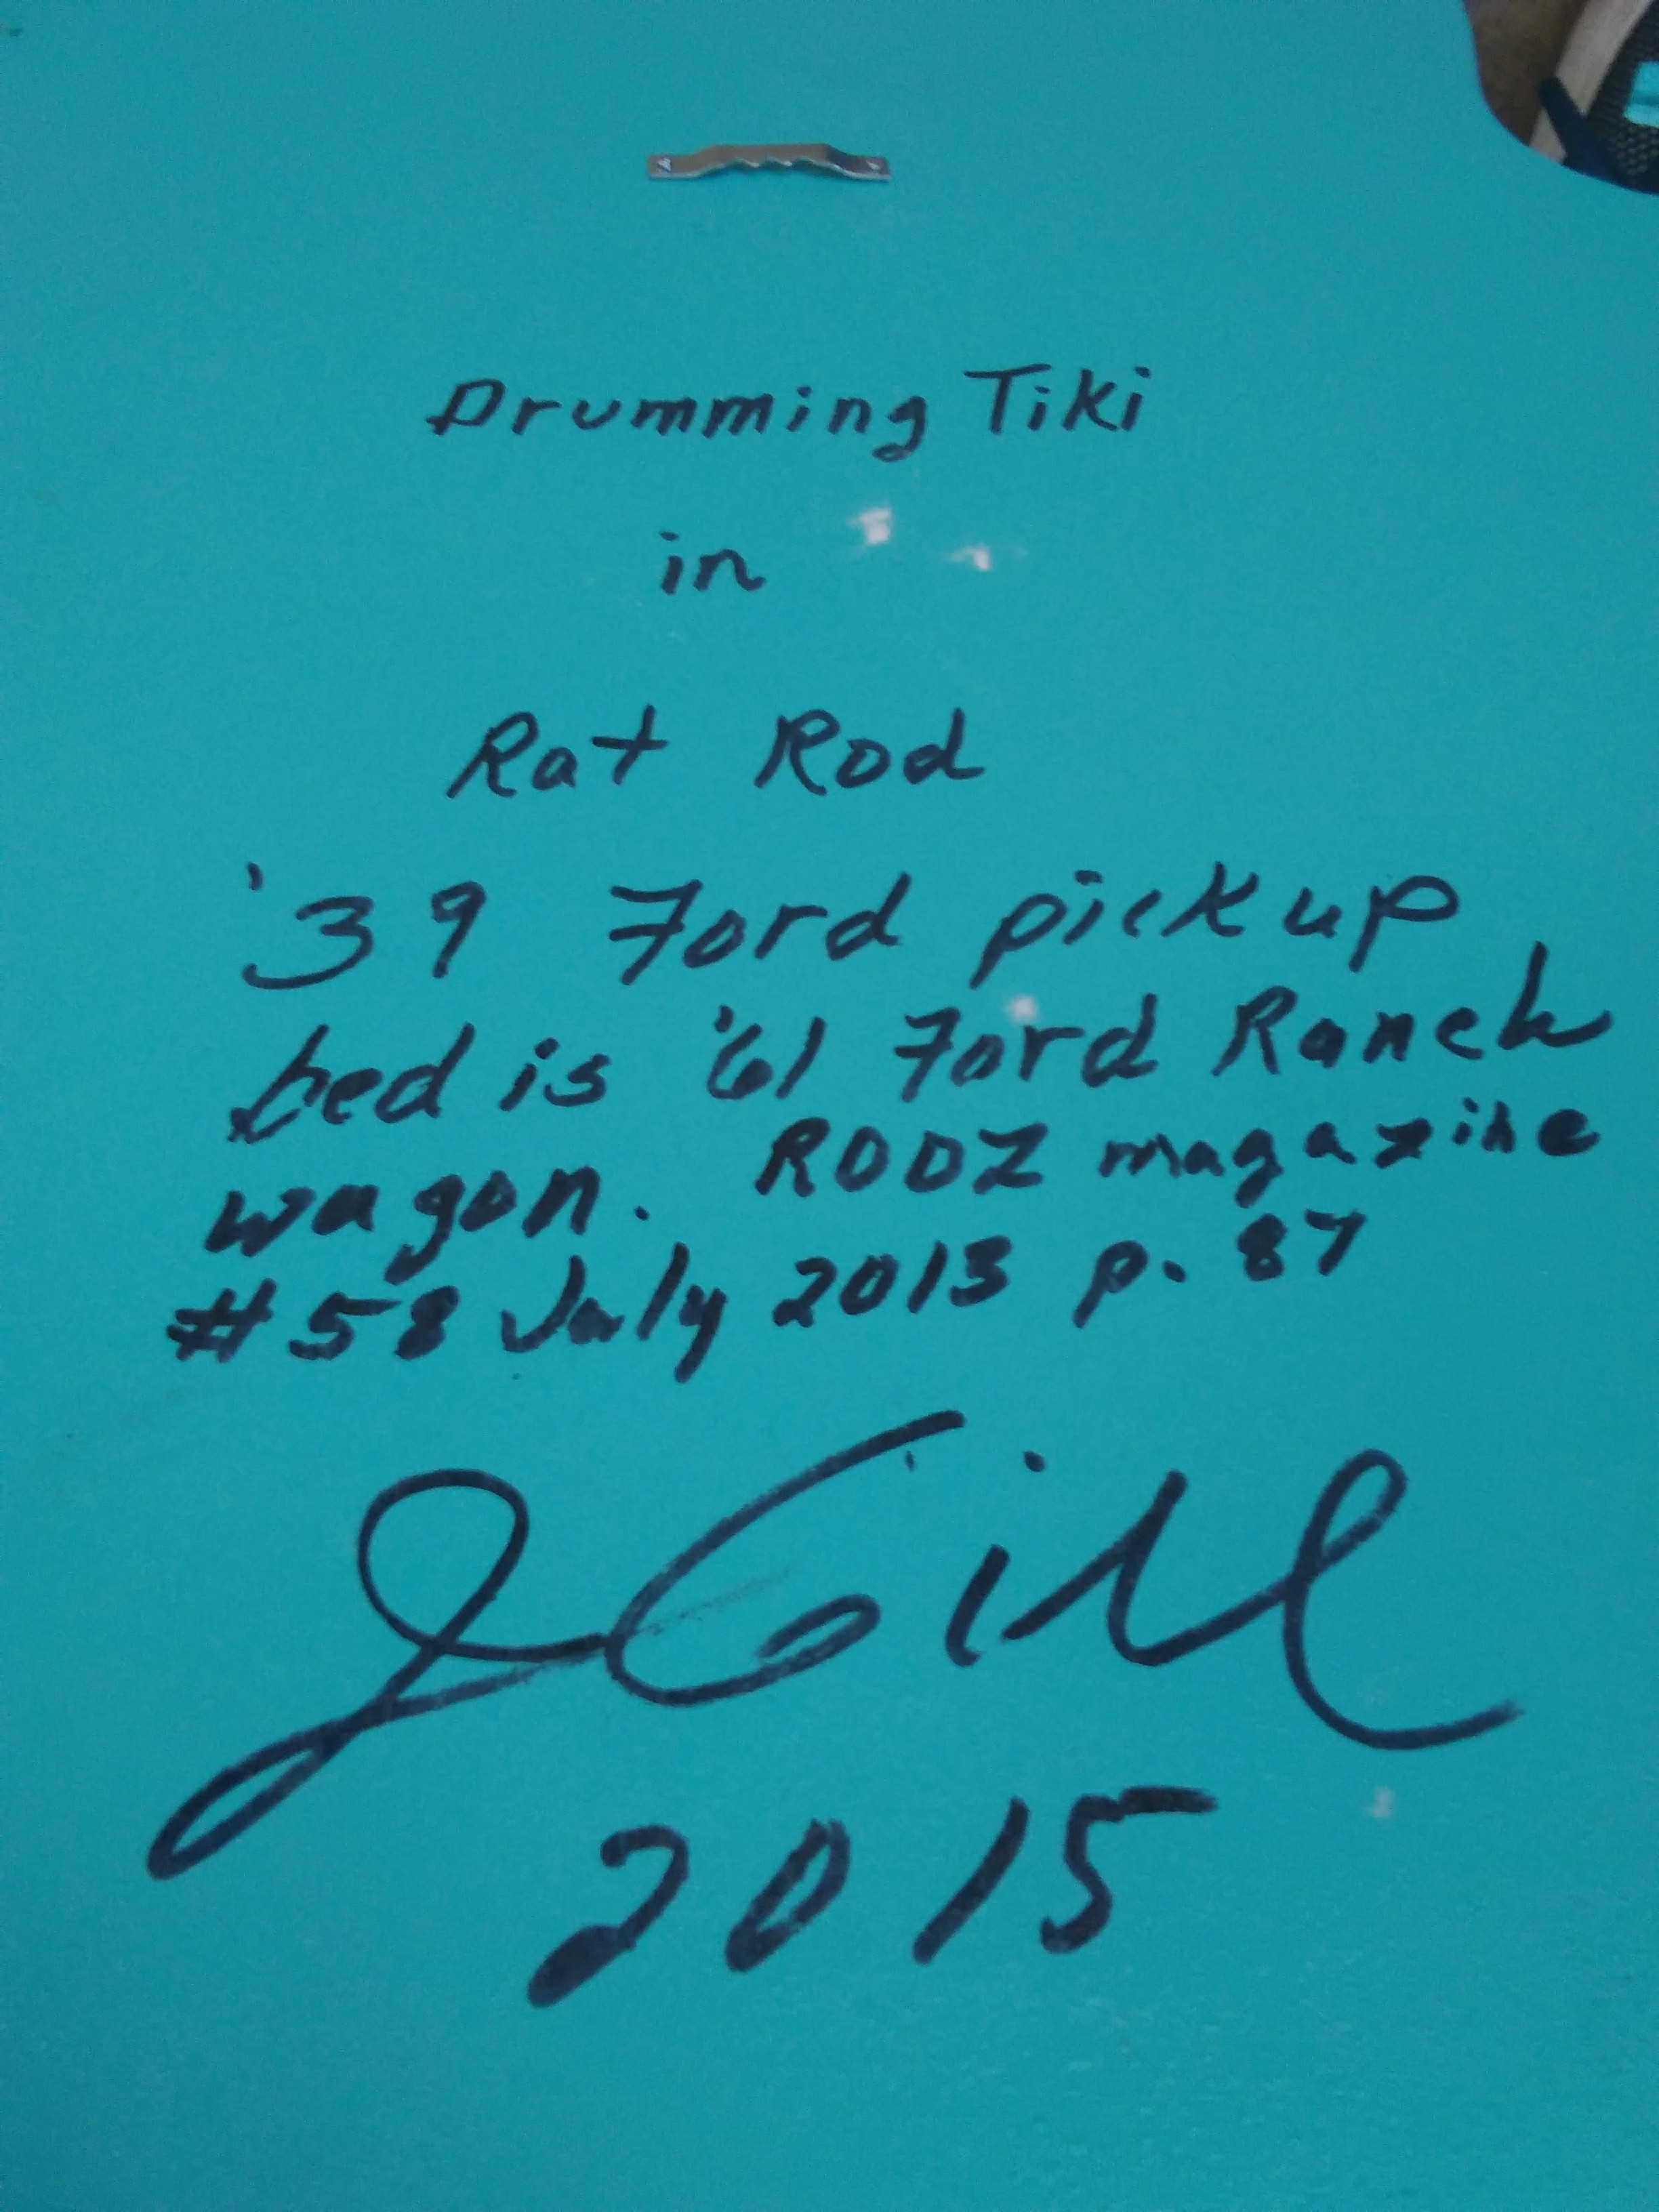 Drumming Tiki
in
Rat Rod
'39 Ford pickup
bed is '61 Ford Ranch
wagon. RODZ magazine
#58 July 2013 p. 87
J Gill
2015